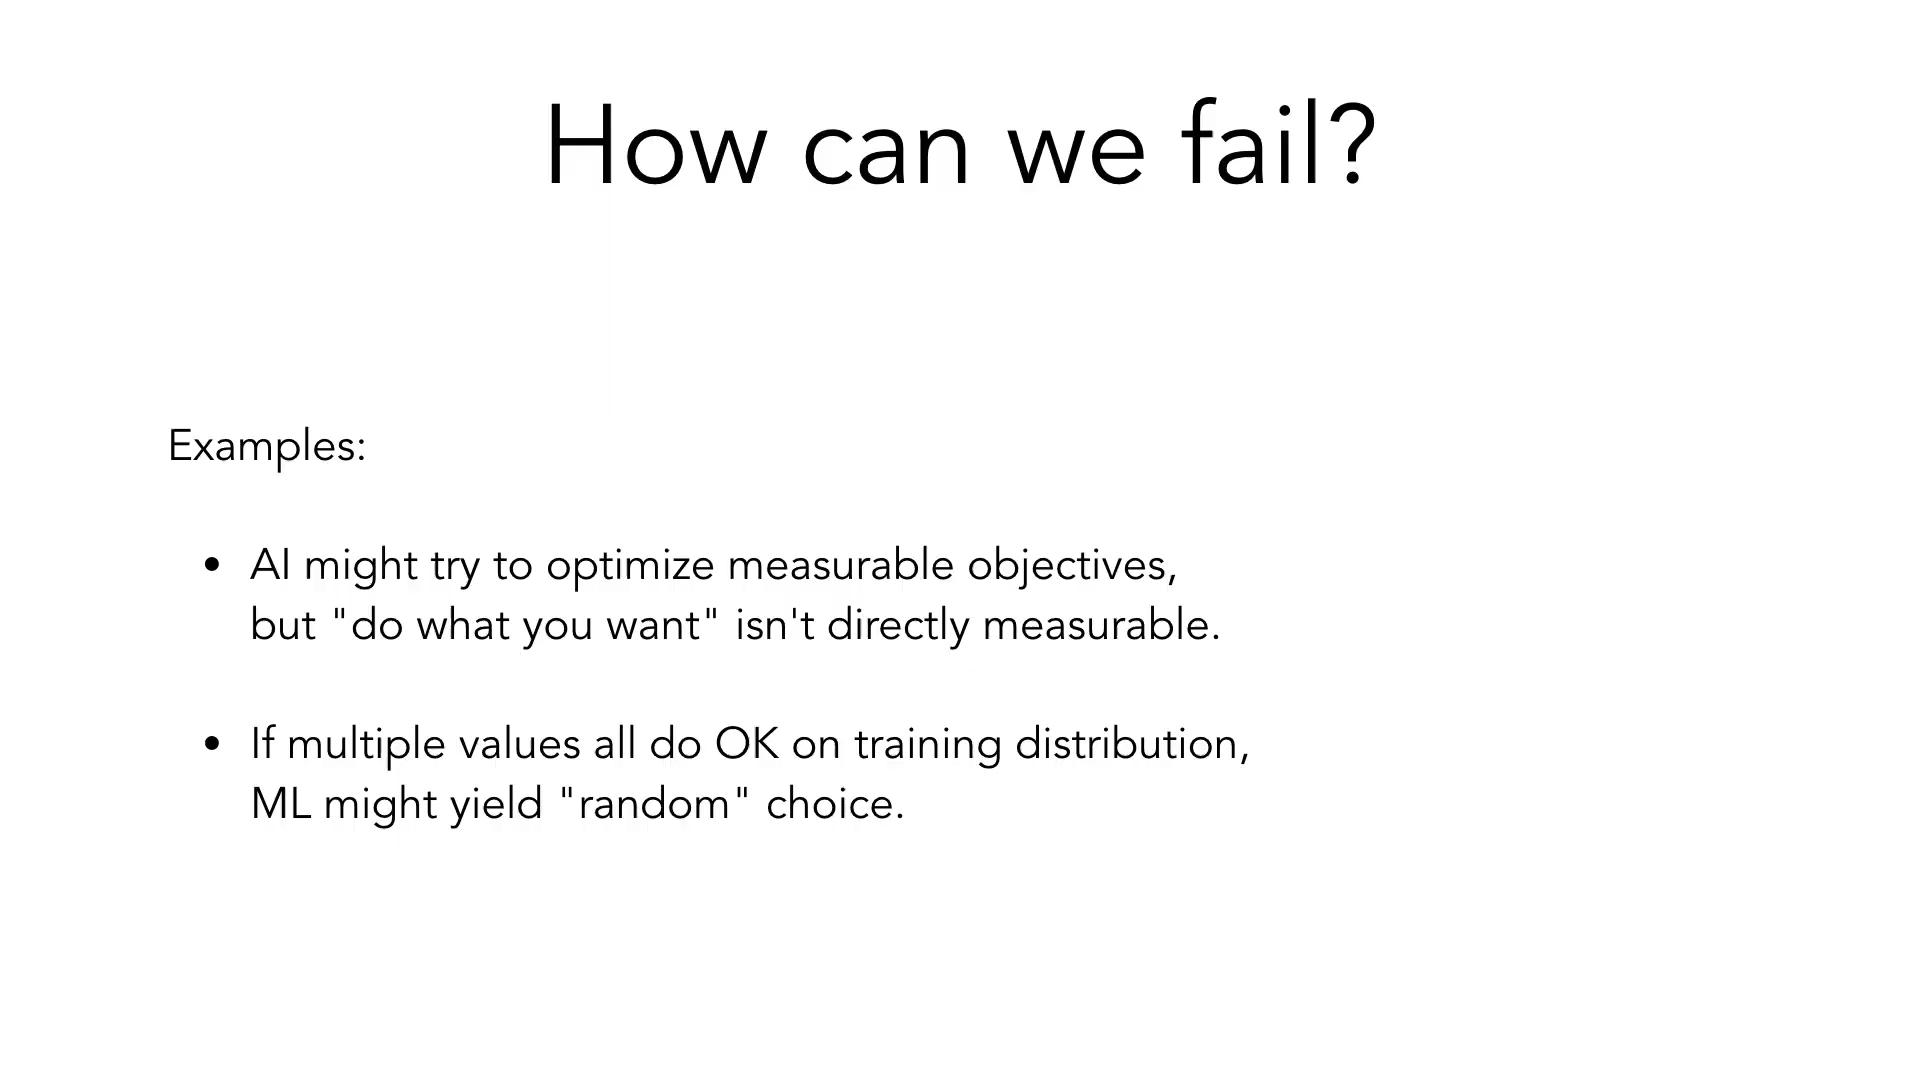 How can we fail?
Examples:
• AI might try to optimize measurable objectives,
but "do what you want" isn't directly measurable.
• If multiple values all do OK on training distribution,
ML might yield "random" choice.